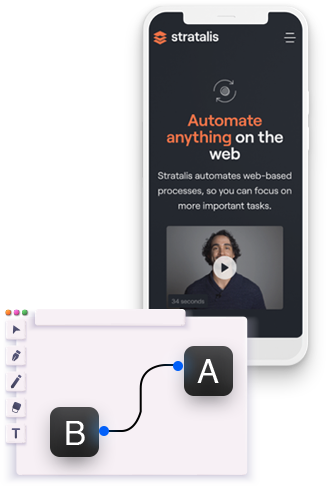 stratalis
Automate
anything on the
web
Stratalis automates web-based
processes, so you can focus on
more important tasks.
34 seconds
A
B
T